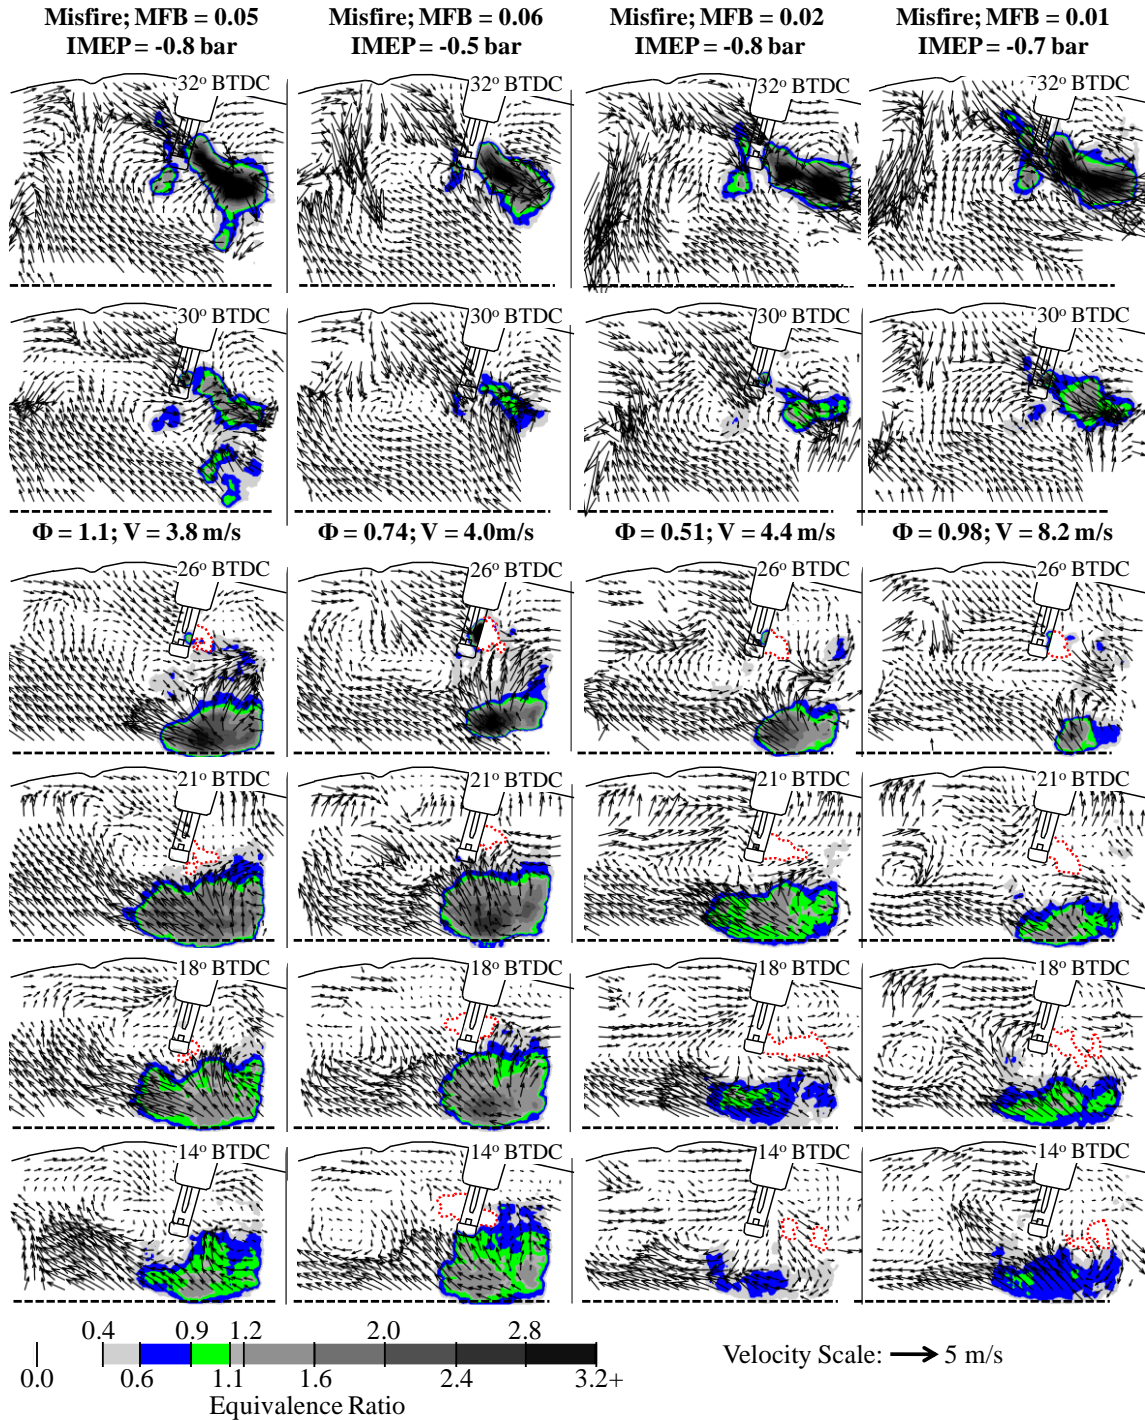 Misfire; MFB = 0.05 Misfire; MFB = 0.06 Misfire; MFB = 0.02 Misfire; MFB = 0.01
IMEP = -0.8 bar IMEP = -0.5 bar IMEP = -0.8 bar IMEP = -0.7 bar
32° BTDC 32° BTDC 32° BTDC 32° BTDC
30° BTDC 30° BTDC 30° BTDC 30° BTDC
Φ = 1.1; V = 3.8 m/s Φ = 0.74; V = 4.0m/s Φ = 0.51; V = 4.4 m/s Φ = 0.98; V = 8.2 m/s
26° BTDC 26° BTDC 26° BTDC 26° BTDC
21° BTDC 21° BTDC 21° BTDC 21° BTDC
18° BTDC 18° BTDC 18° BTDC 18° BTDC
14° BTDC 14° BTDC 14° BTDC 14° BTDC
0.4 0.9 1.2 2.0 2.8
Velocity Scale: 5 m/s
0.0 0.6 1.1 1.6 2.4 3.2+
Equivalence Ratio